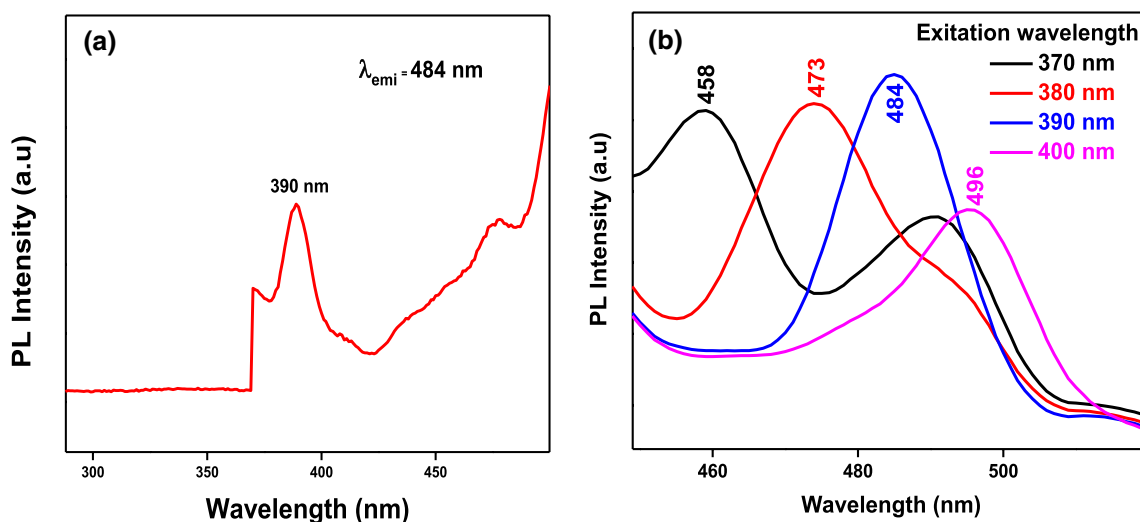 (a)
λemi = 484 nm
390 nm
PL Intensity (a.u)
300 350 400 450
Wavelength (nm)
(b)
Exitation wavelength
370 nm
380 nm
390 nm
400 nm
458
473
484
496
PL Intensity (a.u)
460 480 500
Wavelength (nm)